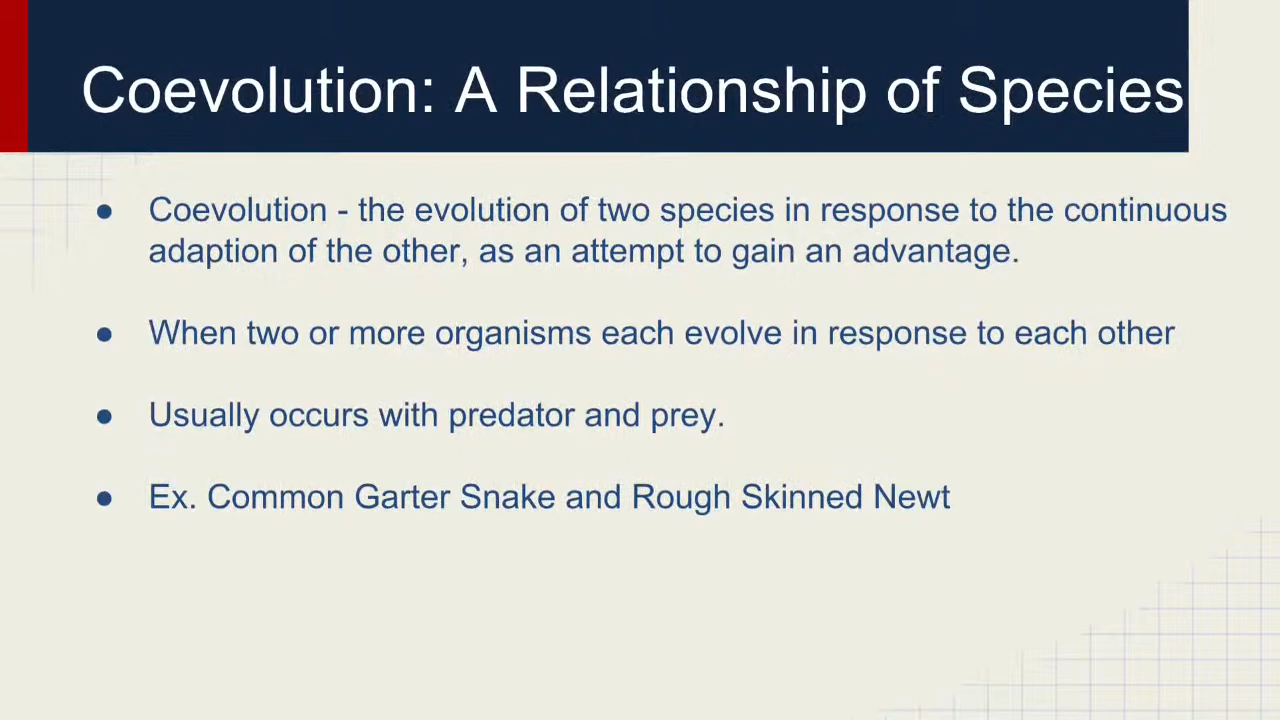 Coevolution: A Relationship of Species
● Coevolution - the evolution of two species in response to the continuous
adaption of the other, as an attempt to gain an advantage.
● When two or more organisms each evolve in response to each other
● Usually occurs with predator and prey.
● Ex. Common Garter Snake and Rough Skinned Newt